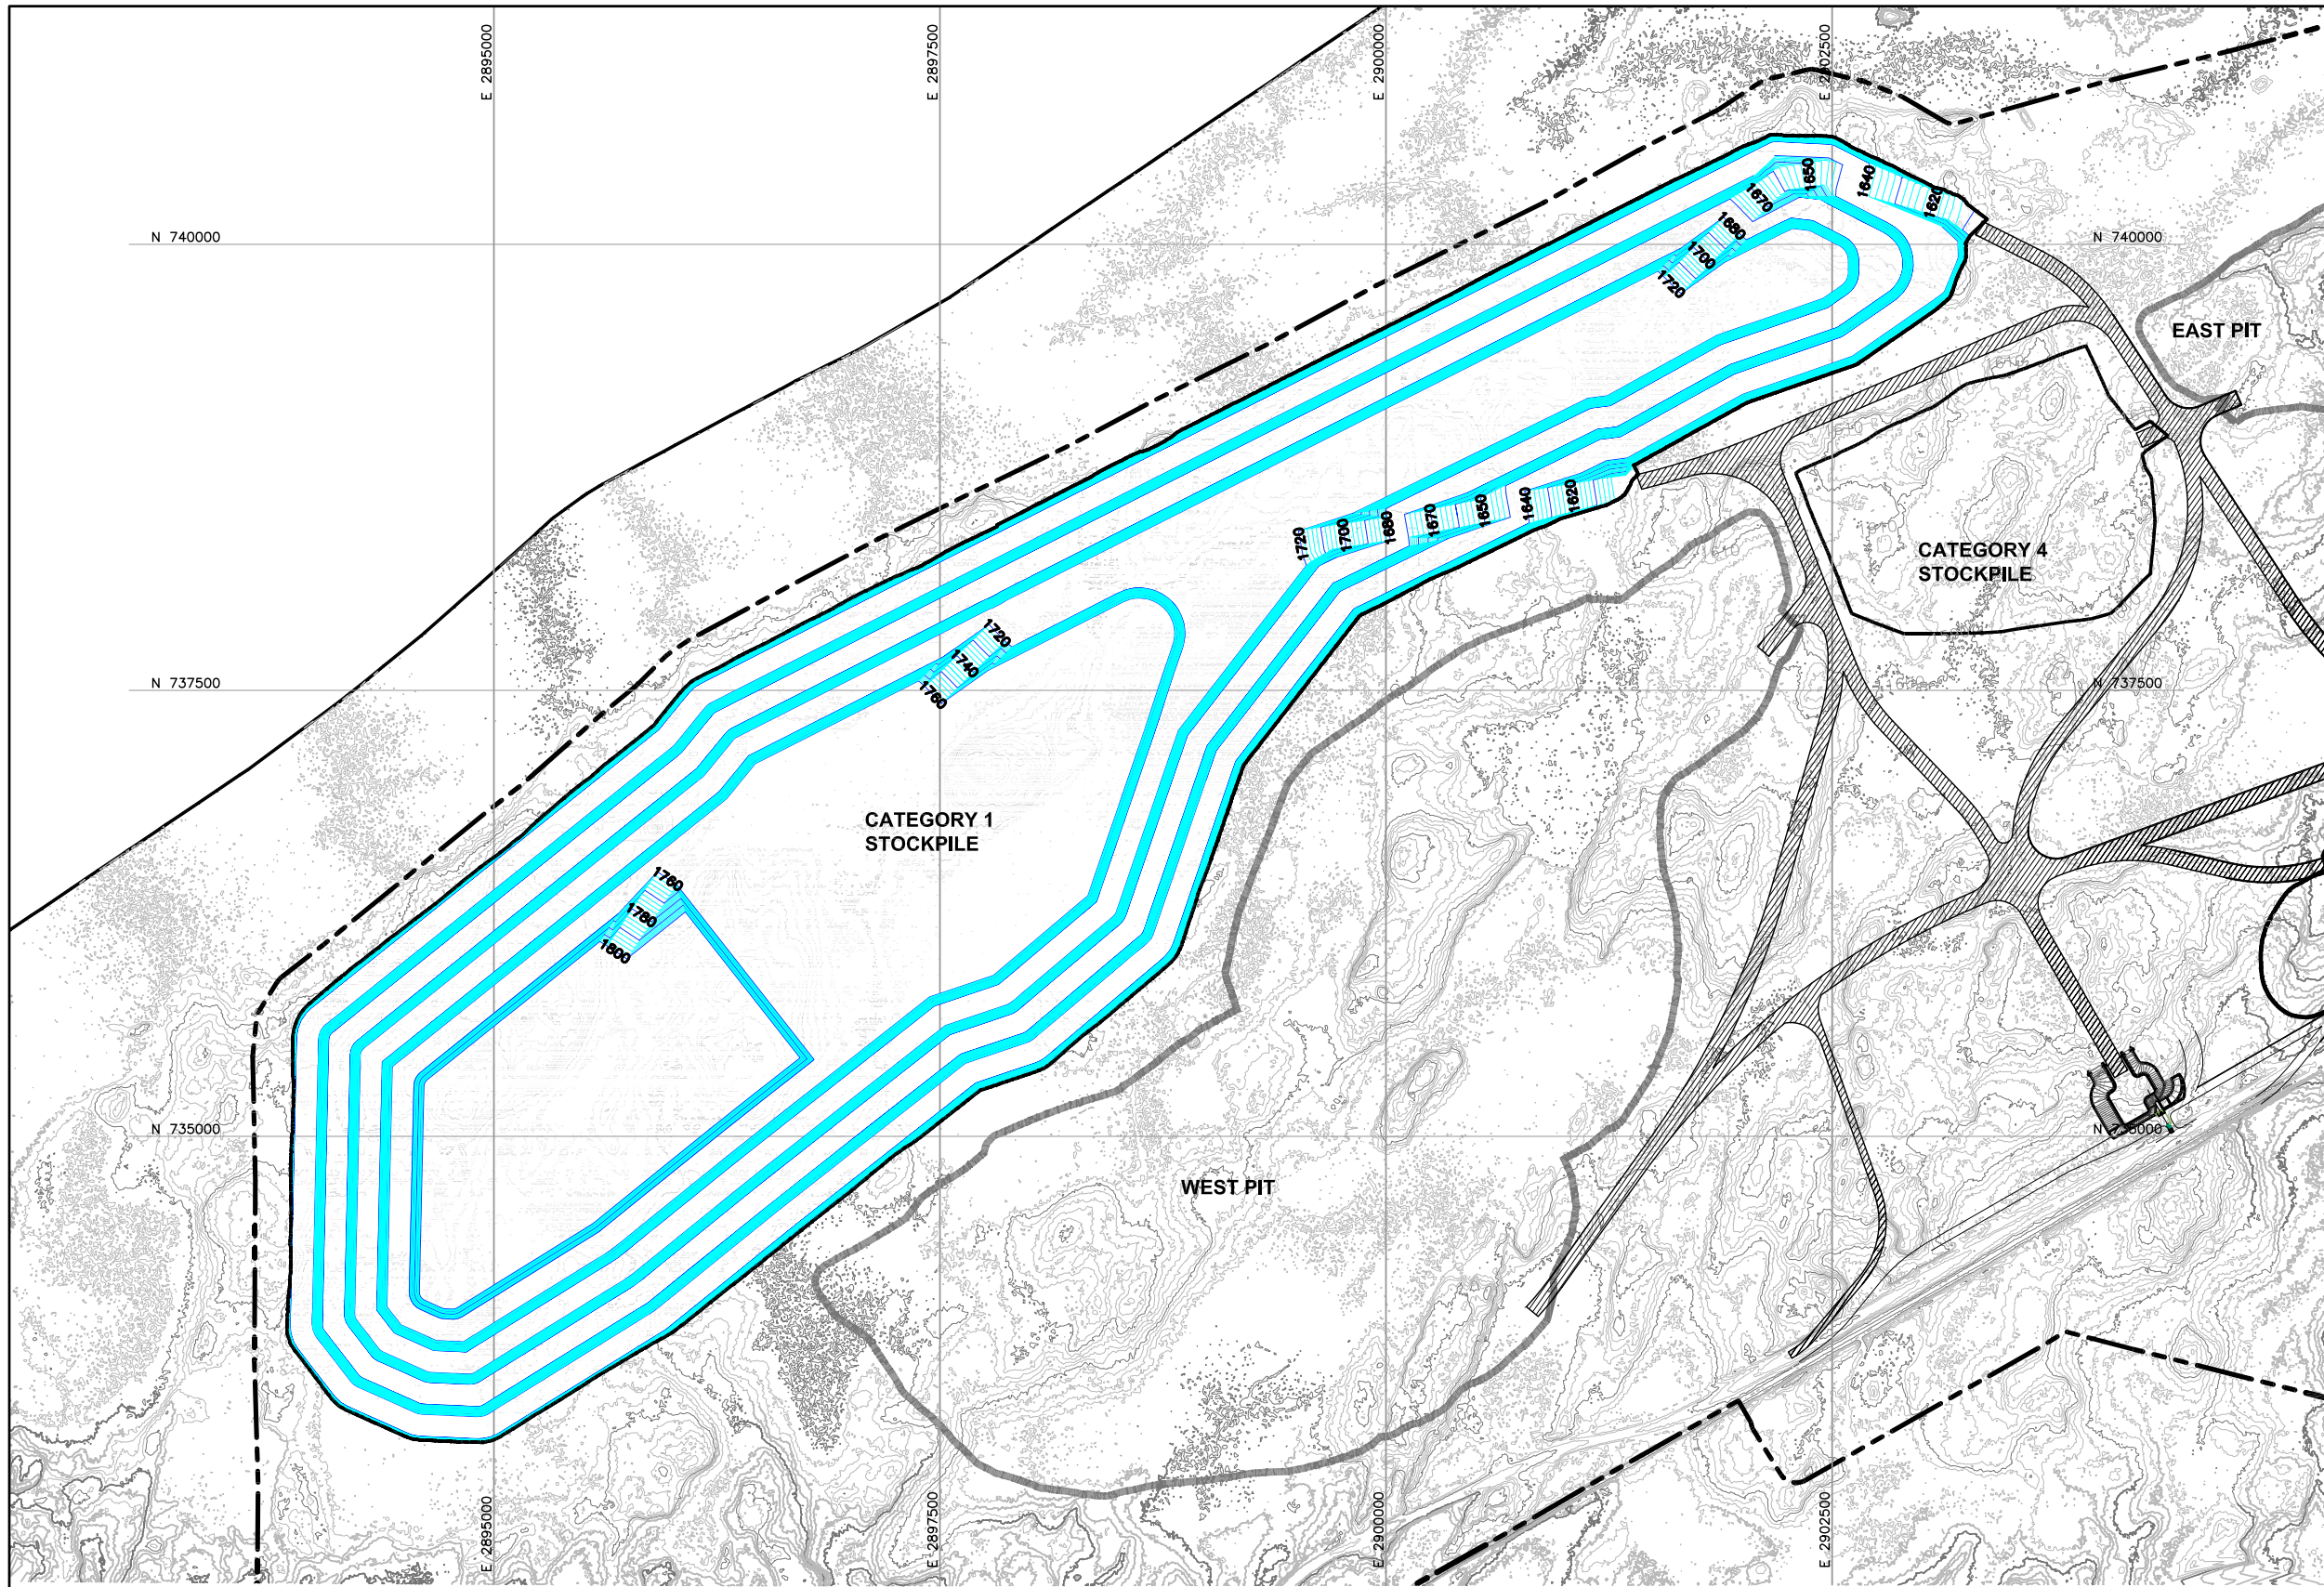 E 2895000
E 2897500
E 2900000
E 2902500
1650
1640
1670
1620
1680
1700
1720
N 740000
N 740000
EAST PIT
1720
1700
1680
1670
1650
1640
1620
CATEGORY 4
STOCKPILE
1720
1740
1760
N 737500
N 737500
CATEGORY 1
STOCKPILE
1760
1780
1800
N 735000
N 735000
WEST PIT
E 2895000
E 2897500
E 2900000
E 2902500